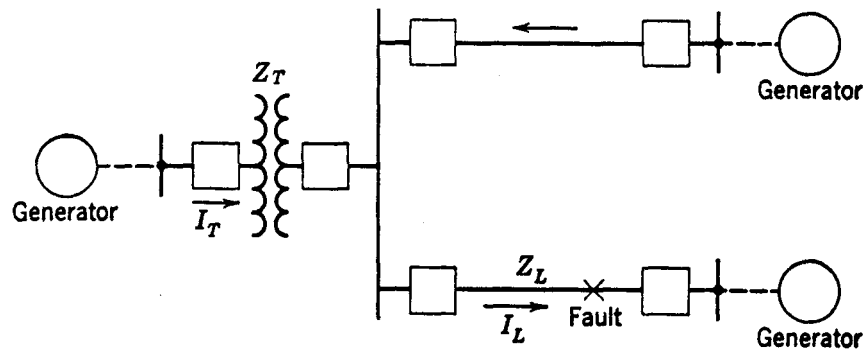 Generator
Z_T
Generator
I_T
Z_L
I_L
Fault
Generator